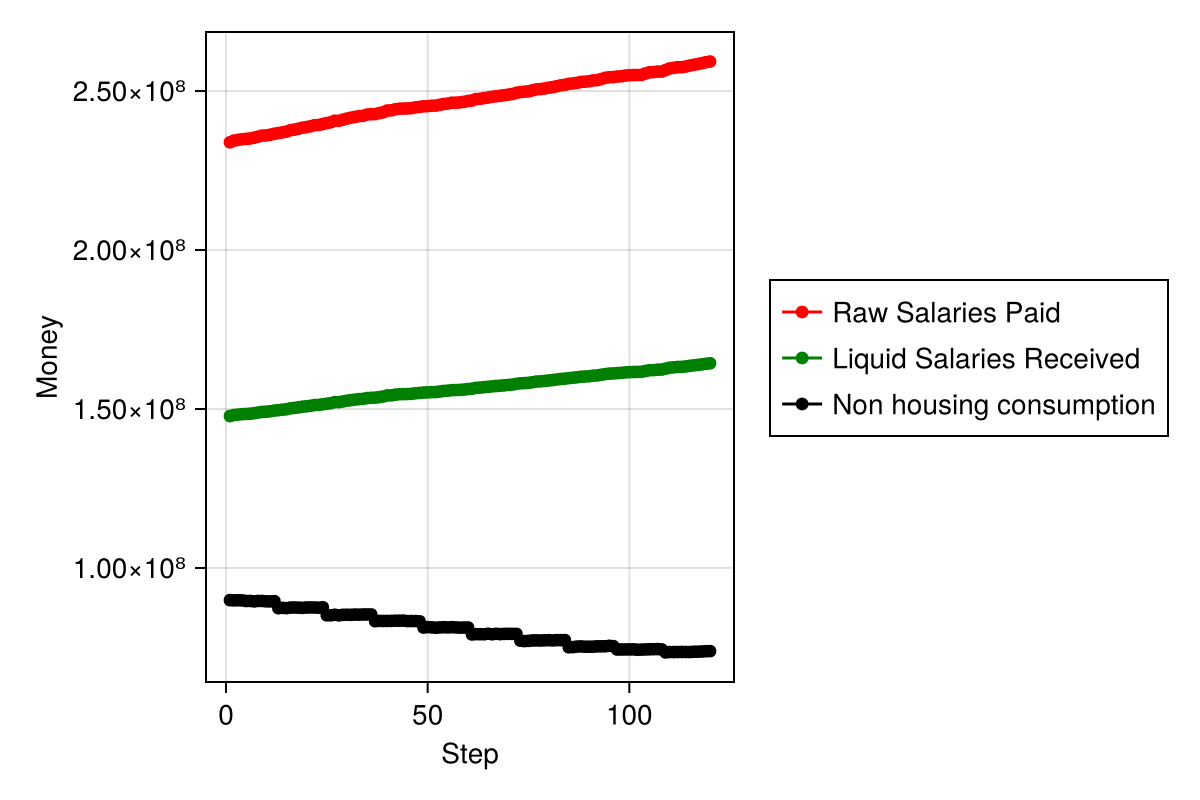 2.50×10⁸
2.00×10⁸
1.50×10⁸
1.00×10⁸
Money
0 50 100
Step
Raw Salaries Paid
Liquid Salaries Received
Non housing consumption